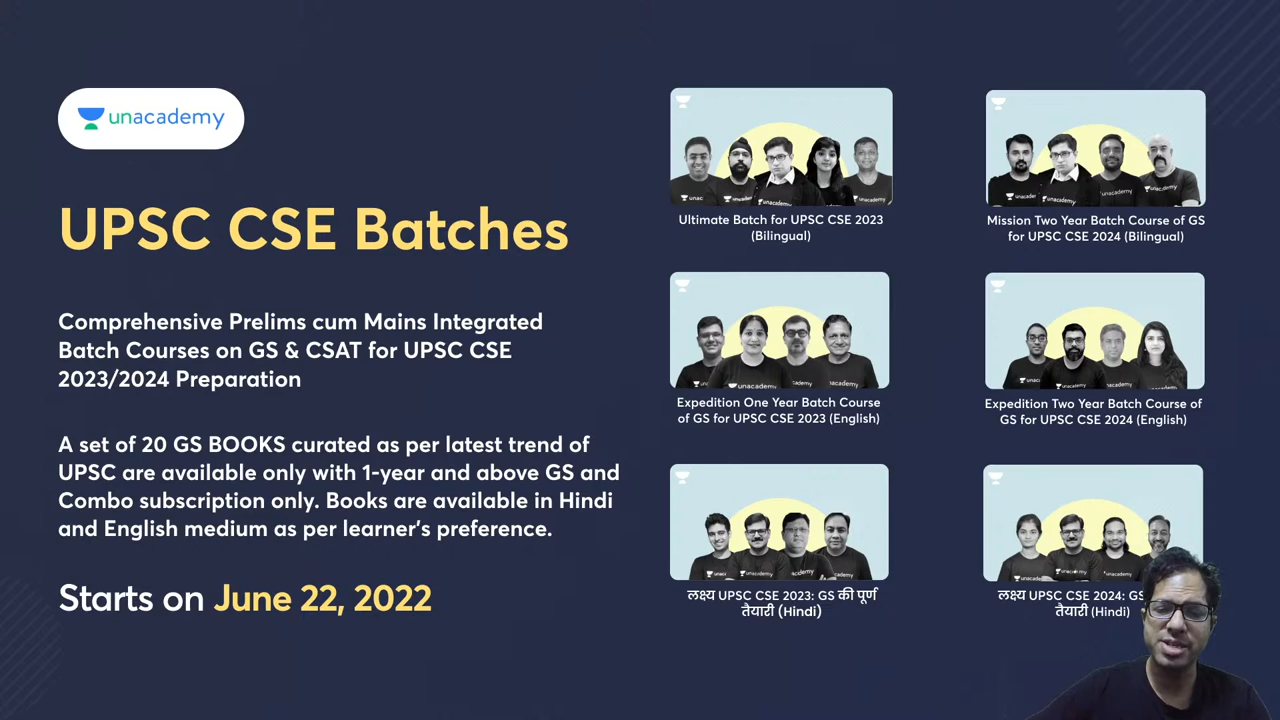 unacademy
UPSC CSE Batches
Comprehensive Prelims cum Mains Integrated
Batch Courses on GS & CSAT for UPSC CSE
2023/2024 Preparation
A set of 20 GS BOOKS curated as per latest trend of
UPSC are available only with 1-year and above GS and
Combo subscription only. Books are available in Hindi
and English medium as per learner's preference.
Starts on June 22, 2022
Ultimate Batch for UPSC CSE 2023
(Bilingual)
Mission Two Year Batch Course of GS
for UPSC CSE 2024 (Bilingual)
Expedition One Year Batch Course
of GS for UPSC CSE 2023 (English)
Expedition Two Year Batch Course of
GS for UPSC CSE 2024 (English)
लक्ष्य UPSC CSE 2023: GS की पूर्ण
तैयारी (Hindi)
लक्ष्य UPSC CSE 2024: GS
तैयारी (Hindi)